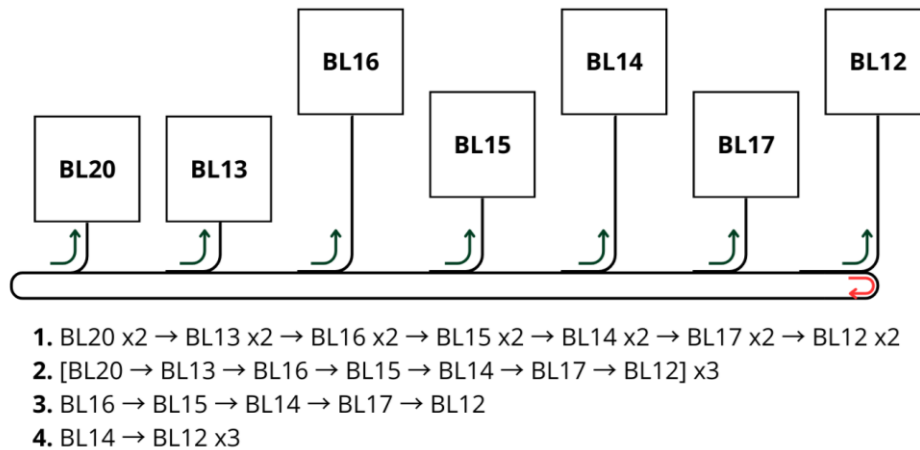 BL16
BL14
BL12
BL15
BL17
BL20
BL13
1. BL20 x2 → BL13 x2 → BL16 x2 → BL15 x2 → BL14 x2 → BL17 x2 → BL12 x2
2. [BL20 → BL13 → BL16 → BL15 → BL14 → BL17 → BL12] x3
3. BL16 → BL15 → BL14 → BL17 → BL12
4. BL14 → BL12 x3